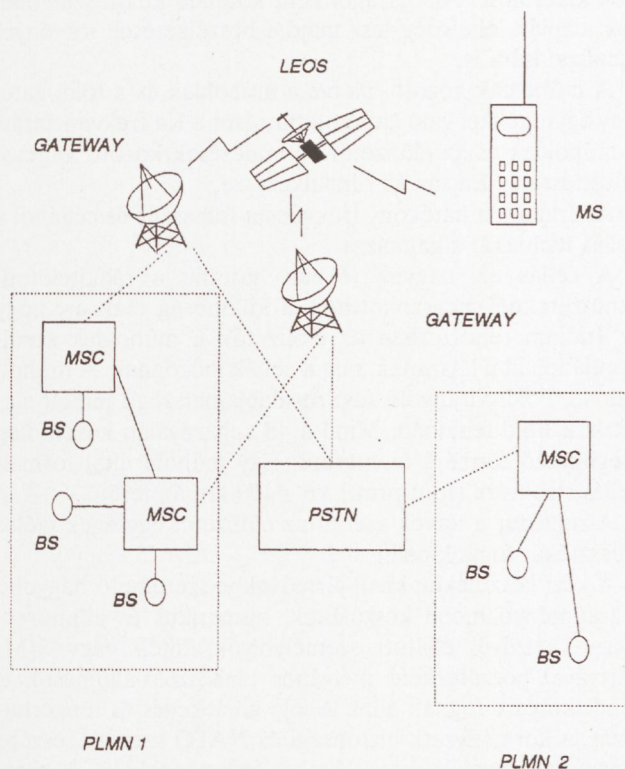 LEOS
GATEWAY
MS
GATEWAY
MSC
BS
MSC
BS
BS
PSTN
MSC
BS
BS
PLMN 1
PLMN 2